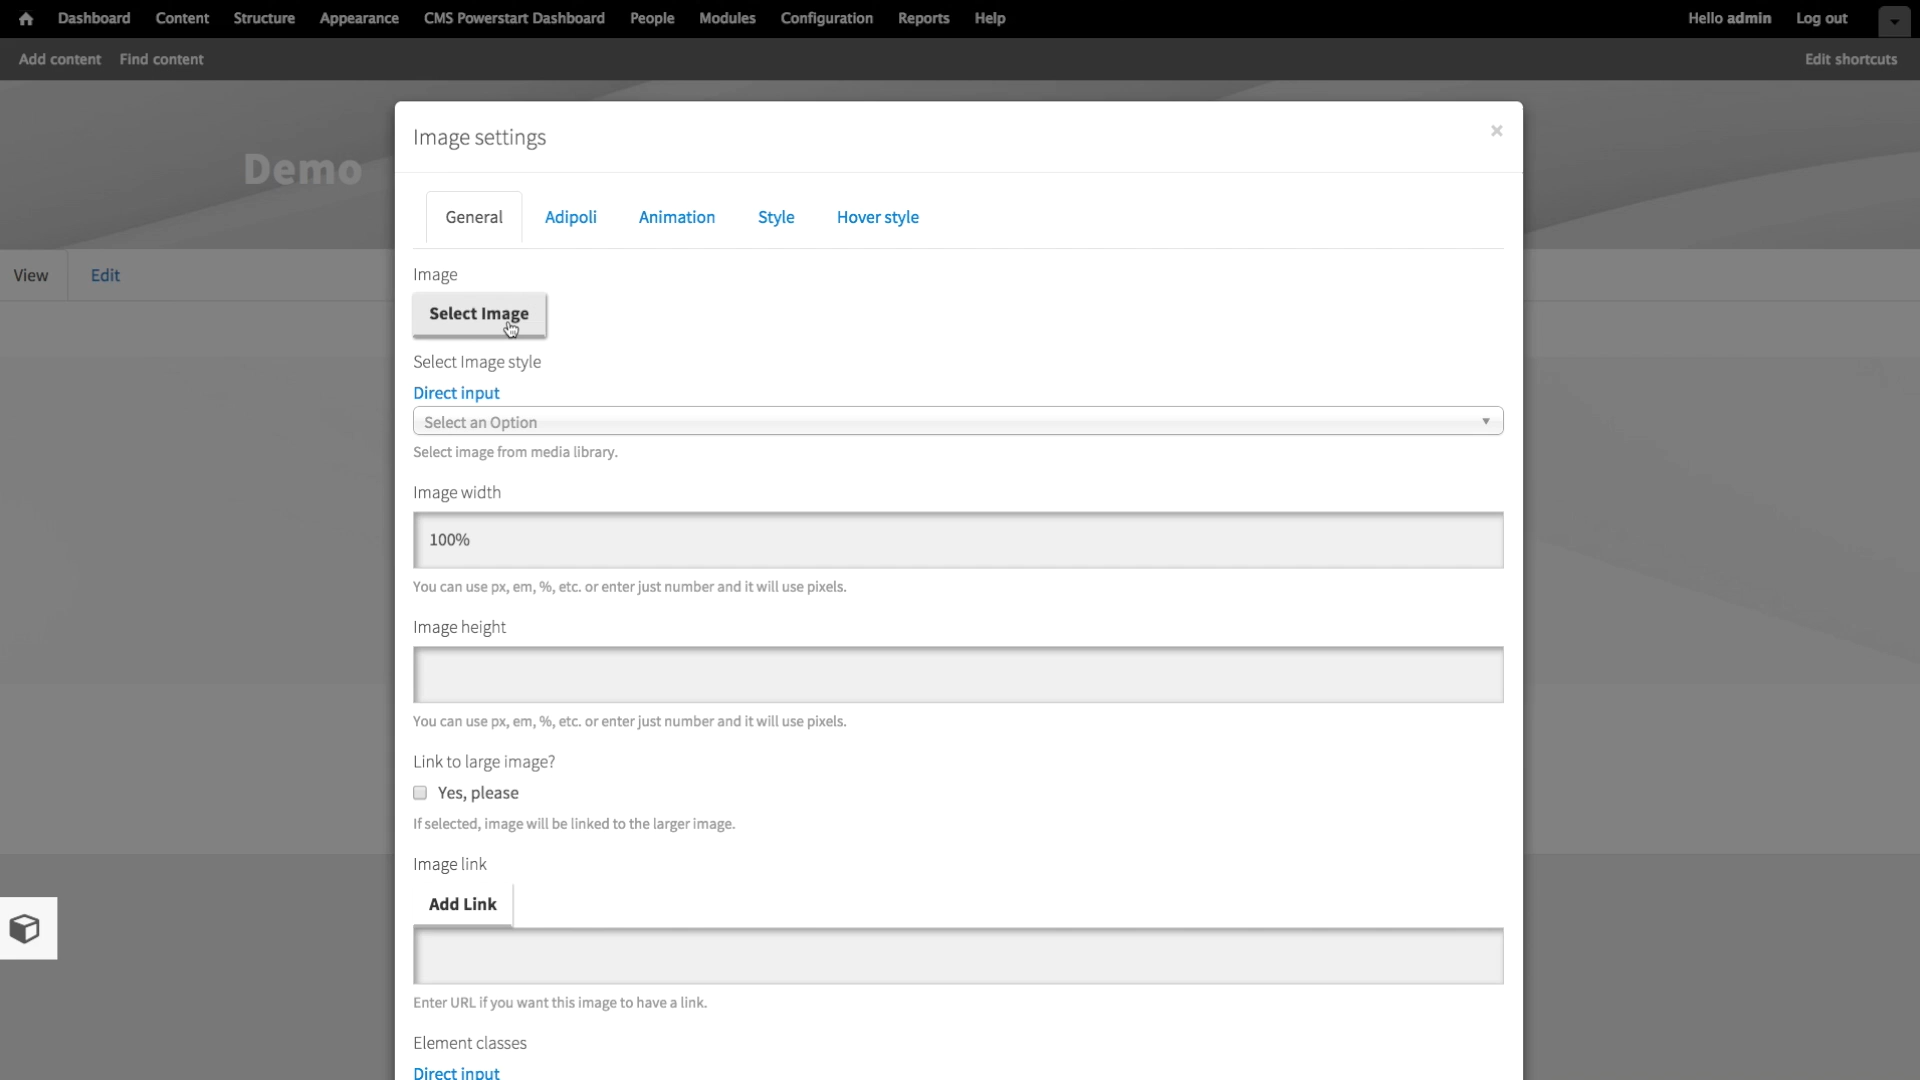 Dashboard Content Structure Appearance CMS Powerstart Dashboard People Modules Configuration Reports Help Hello admin Log out
Add content Find content Edit shortcuts
Demo
View Edit
Image settings ×
General Adipoli Animation Style Hover style
Image
Select Image
Select Image style
Direct input
Select an Option
Select image from media library.
Image width
100%
You can use px, em, %, etc. or enter just number and it will use pixels.
Image height
You can use px, em, %, etc. or enter just number and it will use pixels.
Link to large image?
Yes, please
If selected, image will be linked to the larger image.
Image link
Add Link
Enter URL if you want this image to have a link.
Element classes
Direct input